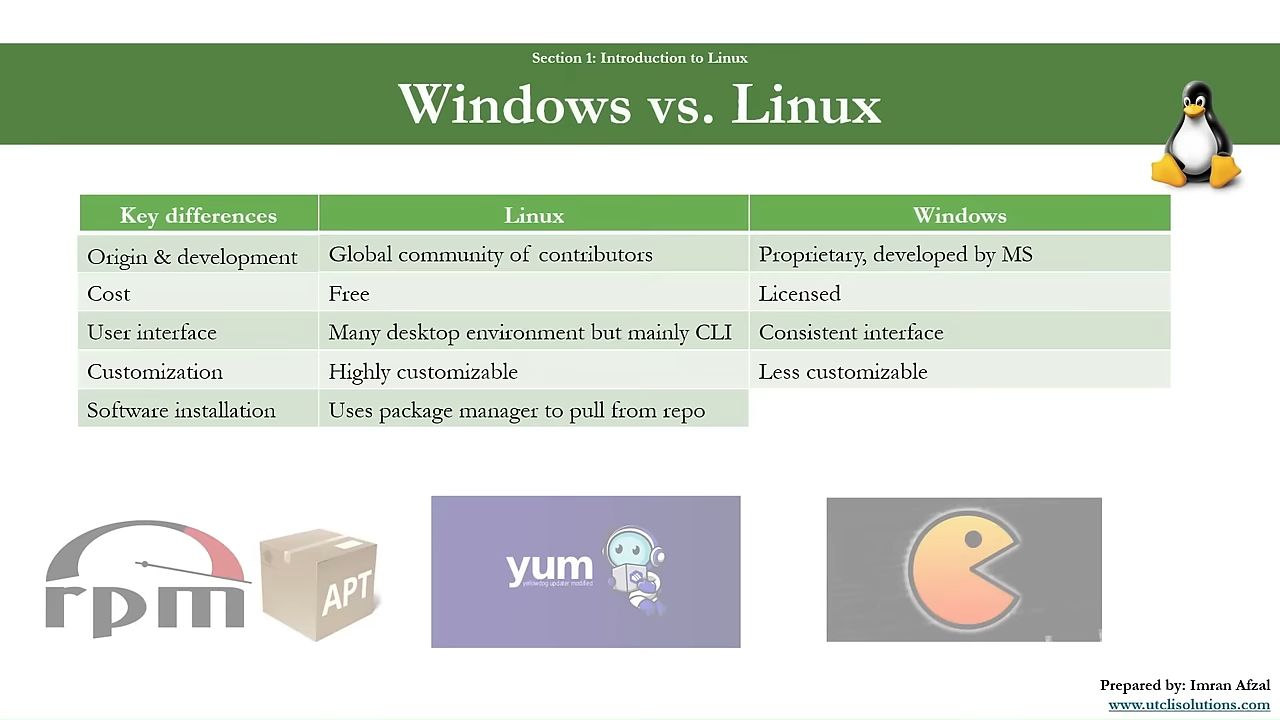 Section 1: Introduction to Linux
Windows vs. Linux
Key differences Linux Windows
Origin & development Global community of contributors Proprietary, developed by MS
Cost Free Licensed
User interface Many desktop environment but mainly CLI Consistent interface
Customization Highly customizable Less customizable
Software installation Uses package manager to pull from repo
rpm
APT
yum
yellowdog updater modified
Prepared by: Imran Afzal
www.utclisolutions.com